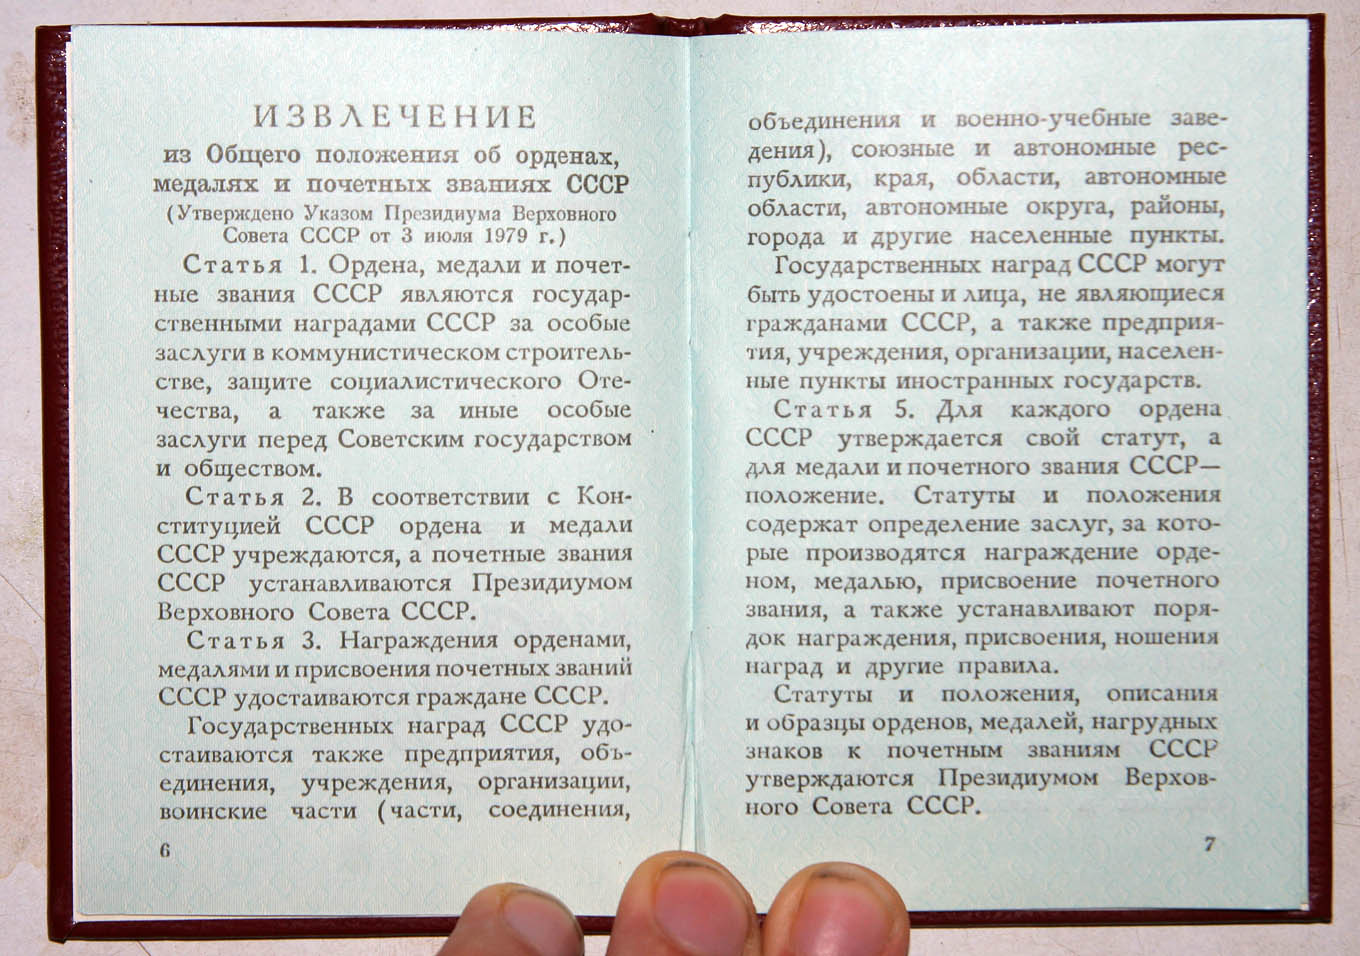 ИЗВЛЕЧЕНИЕ
из Общего положения об орденах,
медалях и почетных званиях СССР
(Утверждено Указом Президиума Верховного
Совета СССР от 3 июля 1979 г.)
Статья 1. Ордена, медали и почет-
ные звания СССР являются государ-
ственными наградами СССР за особые
заслуги в коммунистическом строитель-
стве, защите социалистического Оте-
чества, а также за иные особые
заслуги перед Советским государством
и обществом.
Статья 2. В соответствии с Кон-
ституцией СССР ордена и медали
СССР учреждаются, а почетные звания
СССР устанавливаются Президиумом
Верховного Совета СССР.
Статья 3. Награждения орденами,
медалями и присвоения почетных званий
СССР удостаиваются граждане СССР.
Государственных наград СССР удо-
стаиваются также предприятия, объ-
единения, учреждения, организации,
воинские части (части, соединения,
6
объединения и военно-учебные заве-
дения), союзные и автономные рес-
публики, края, области, автономные
области, автономные округа, районы,
города и другие населенные пункты.
Государственных наград СССР могут
быть удостоены и лица, не являющиеся
гражданами СССР, а также предприя-
тия, учреждения, организации, населен-
ные пункты иностранных государств.
Статья 5. Для каждого ордена
СССР утверждается свой статут, а
для медали и почетного звания СССР—
положение. Статуты и положения
содержат определение заслуг, за кото-
рые производятся награждение орде-
ном, медалью, присвоение почетного
звания, а также устанавливают поря-
док награждения, присвоения, ношения
наград и другие правила.
Статуты и положения, описания
и образцы орденов, медалей, нагрудных
знаков к почетным званиям СССР
утверждаются Президиумом Верхов-
ного Совета СССР.
7